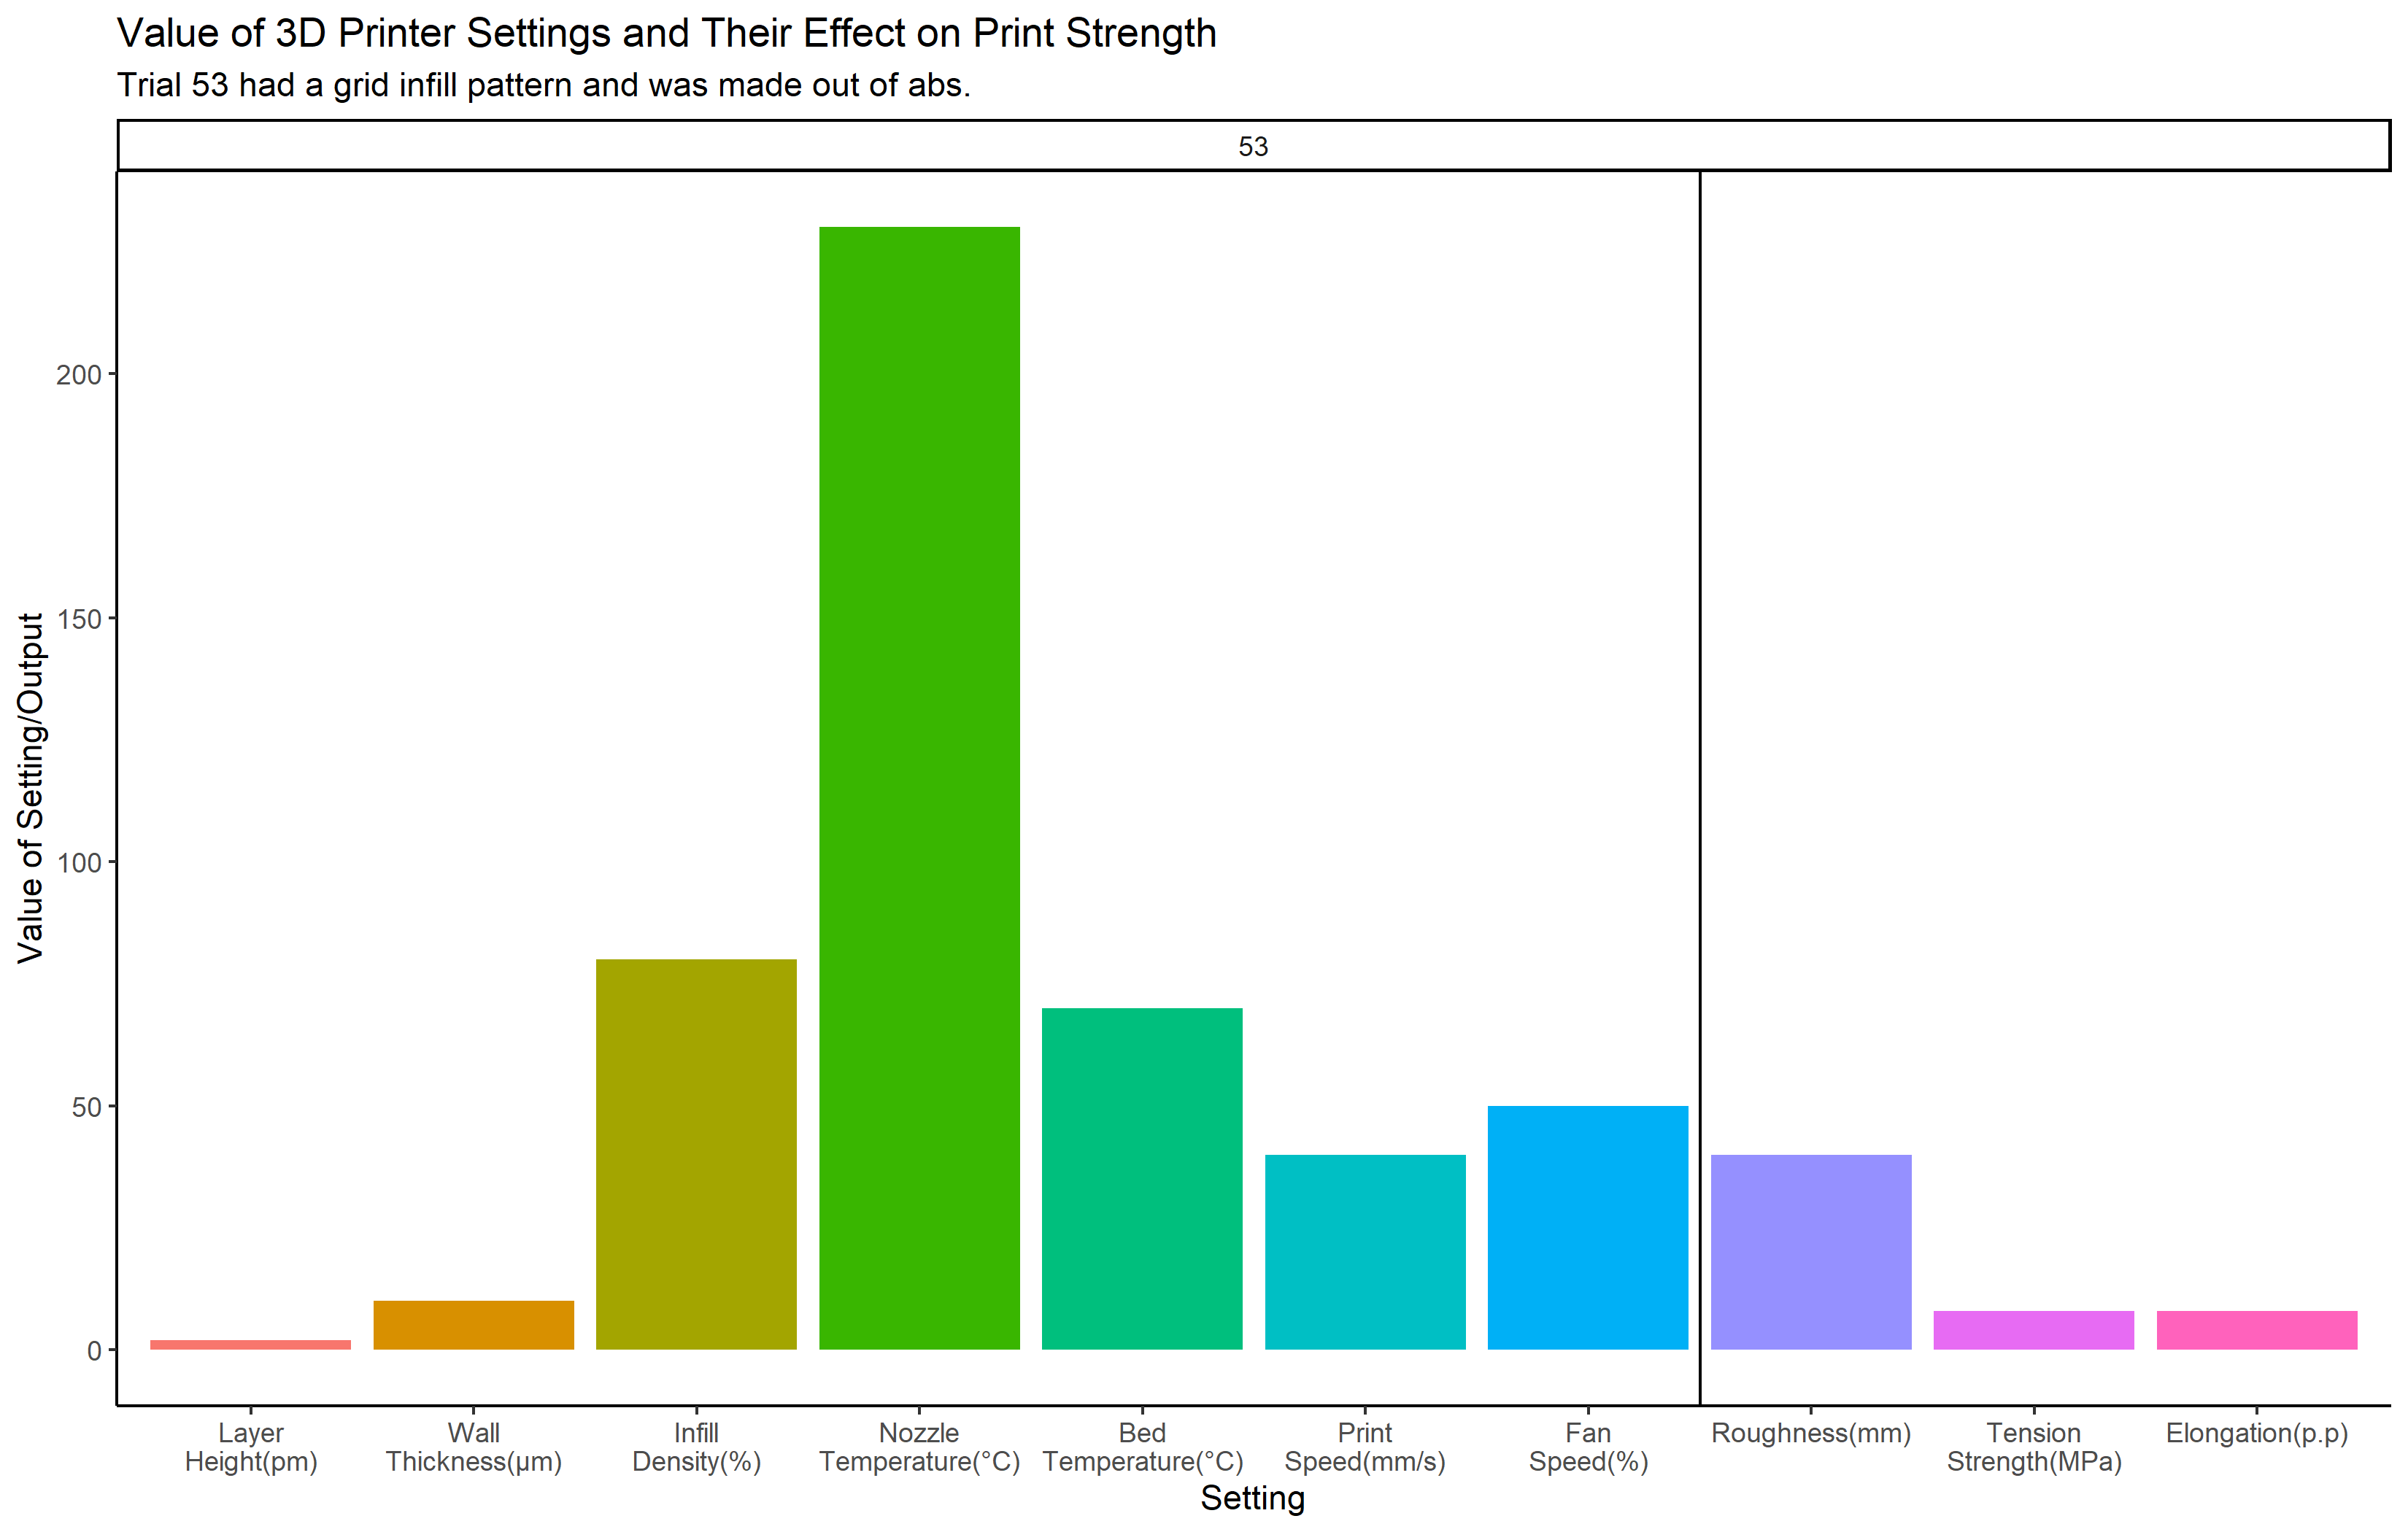 Value of 3D Printer Settings and Their Effect on Print Strength
Trial 53 had a grid infill pattern and was made out of abs.
53
Value of Setting/Output
200
150
100
50
0
Layer
Height(pm)
Wall
Thickness(µm)
Infill
Density(%)
Nozzle
Temperature(°C)
Bed
Temperature(°C)
Print
Speed(mm/s)
Fan
Speed(%)
Roughness(mm)
Tension
Strength(MPa)
Elongation(p.p)
Setting